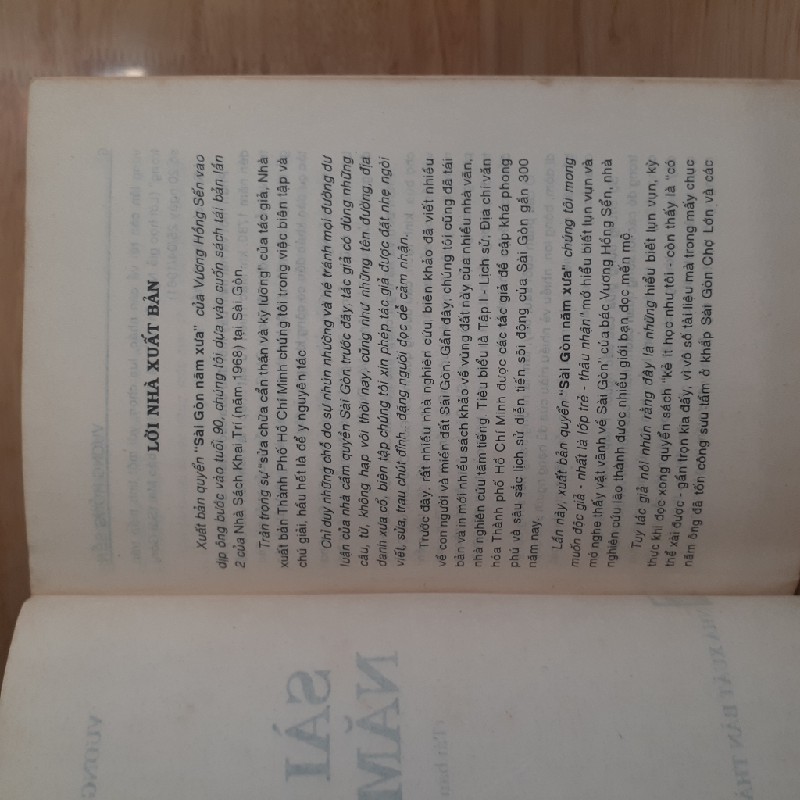 LỜI NHÀ XUẤT BẢN
Xuất bản quyển "Sài Gòn năm xưa" của Vương Hồng Sển vào
dịp ông bước vào tuổi 90, chúng tôi dựa vào cuốn sách tái bản lần
2 của Nhà Sách Khai Trí (năm 1968) tại Sài Gòn.
Trân trọng sự "sửa chữa cẩn thận và kỹ lưỡng" của tác giả, Nhà
xuất bản Thành Phố Hồ Chí Minh chúng tôi trong việc biên tập và
chú giải, hầu hết là để y nguyên tác
Chỉ duy những chỗ do sự nhún nhường và né tránh mọi đường dư
luận của nhà cầm quyền Sài Gòn trước đây, tác giả có dùng những
câu, từ, không hạp với thời nay, cũng như những tên đường, địa
danh xưa cổ, biên tập chúng tôi xin phép tác giả được đặt nhẹ ngòi
viết, sửa, trau chút đỉnh... đặng người đọc dễ cảm nhận.
Trước đây, rất nhiều nhà nghiên cứu biên khảo đã viết nhiều
về con người và miền đất Sài Gòn. Gần đây, chúng tôi cũng đã tái
bản và in mới nhiều sách khảo về vùng đất này của nhiều nhà văn,
nhà nghiên cứu tăm tiếng. Tiêu biểu là Tập I - Lịch sử, Địa chí văn
hóa Thành phố Hồ Chí Minh được các tác giả đề cập khá phong
phú và sâu sắc lịch sử diễn tiến sôi động của Sài Gòn gần 300
năm nay.
Lần này, xuất bản quyển "Sài Gòn năm xưa" chúng tôi mong
muốn độc giả - nhất là lớp trẻ - thâu nhận "mớ hiểu biết lụn vụn và
mớ nghe thấy vặt vãnh về Sài Gòn" của bác Vương Hồng Sển, nhà
nghiên cứu lão thành được nhiều giới bạn đọc mến mộ.
Tuy tác giả nói nhún rằng đây là những hiểu biết lụn vụn, kỳ
thực khi đọc xong quyển sách "kẻ ít học như tôi - còn thấy là "có
thể xài được - gần trọn kia đấy, vì vô số tài liệu mà trong mấy chục
năm ông đã tốn công sưu tầm ở khắp Sài Gòn Chợ Lớn và các
VƯƠNG
SÀI
NĂM